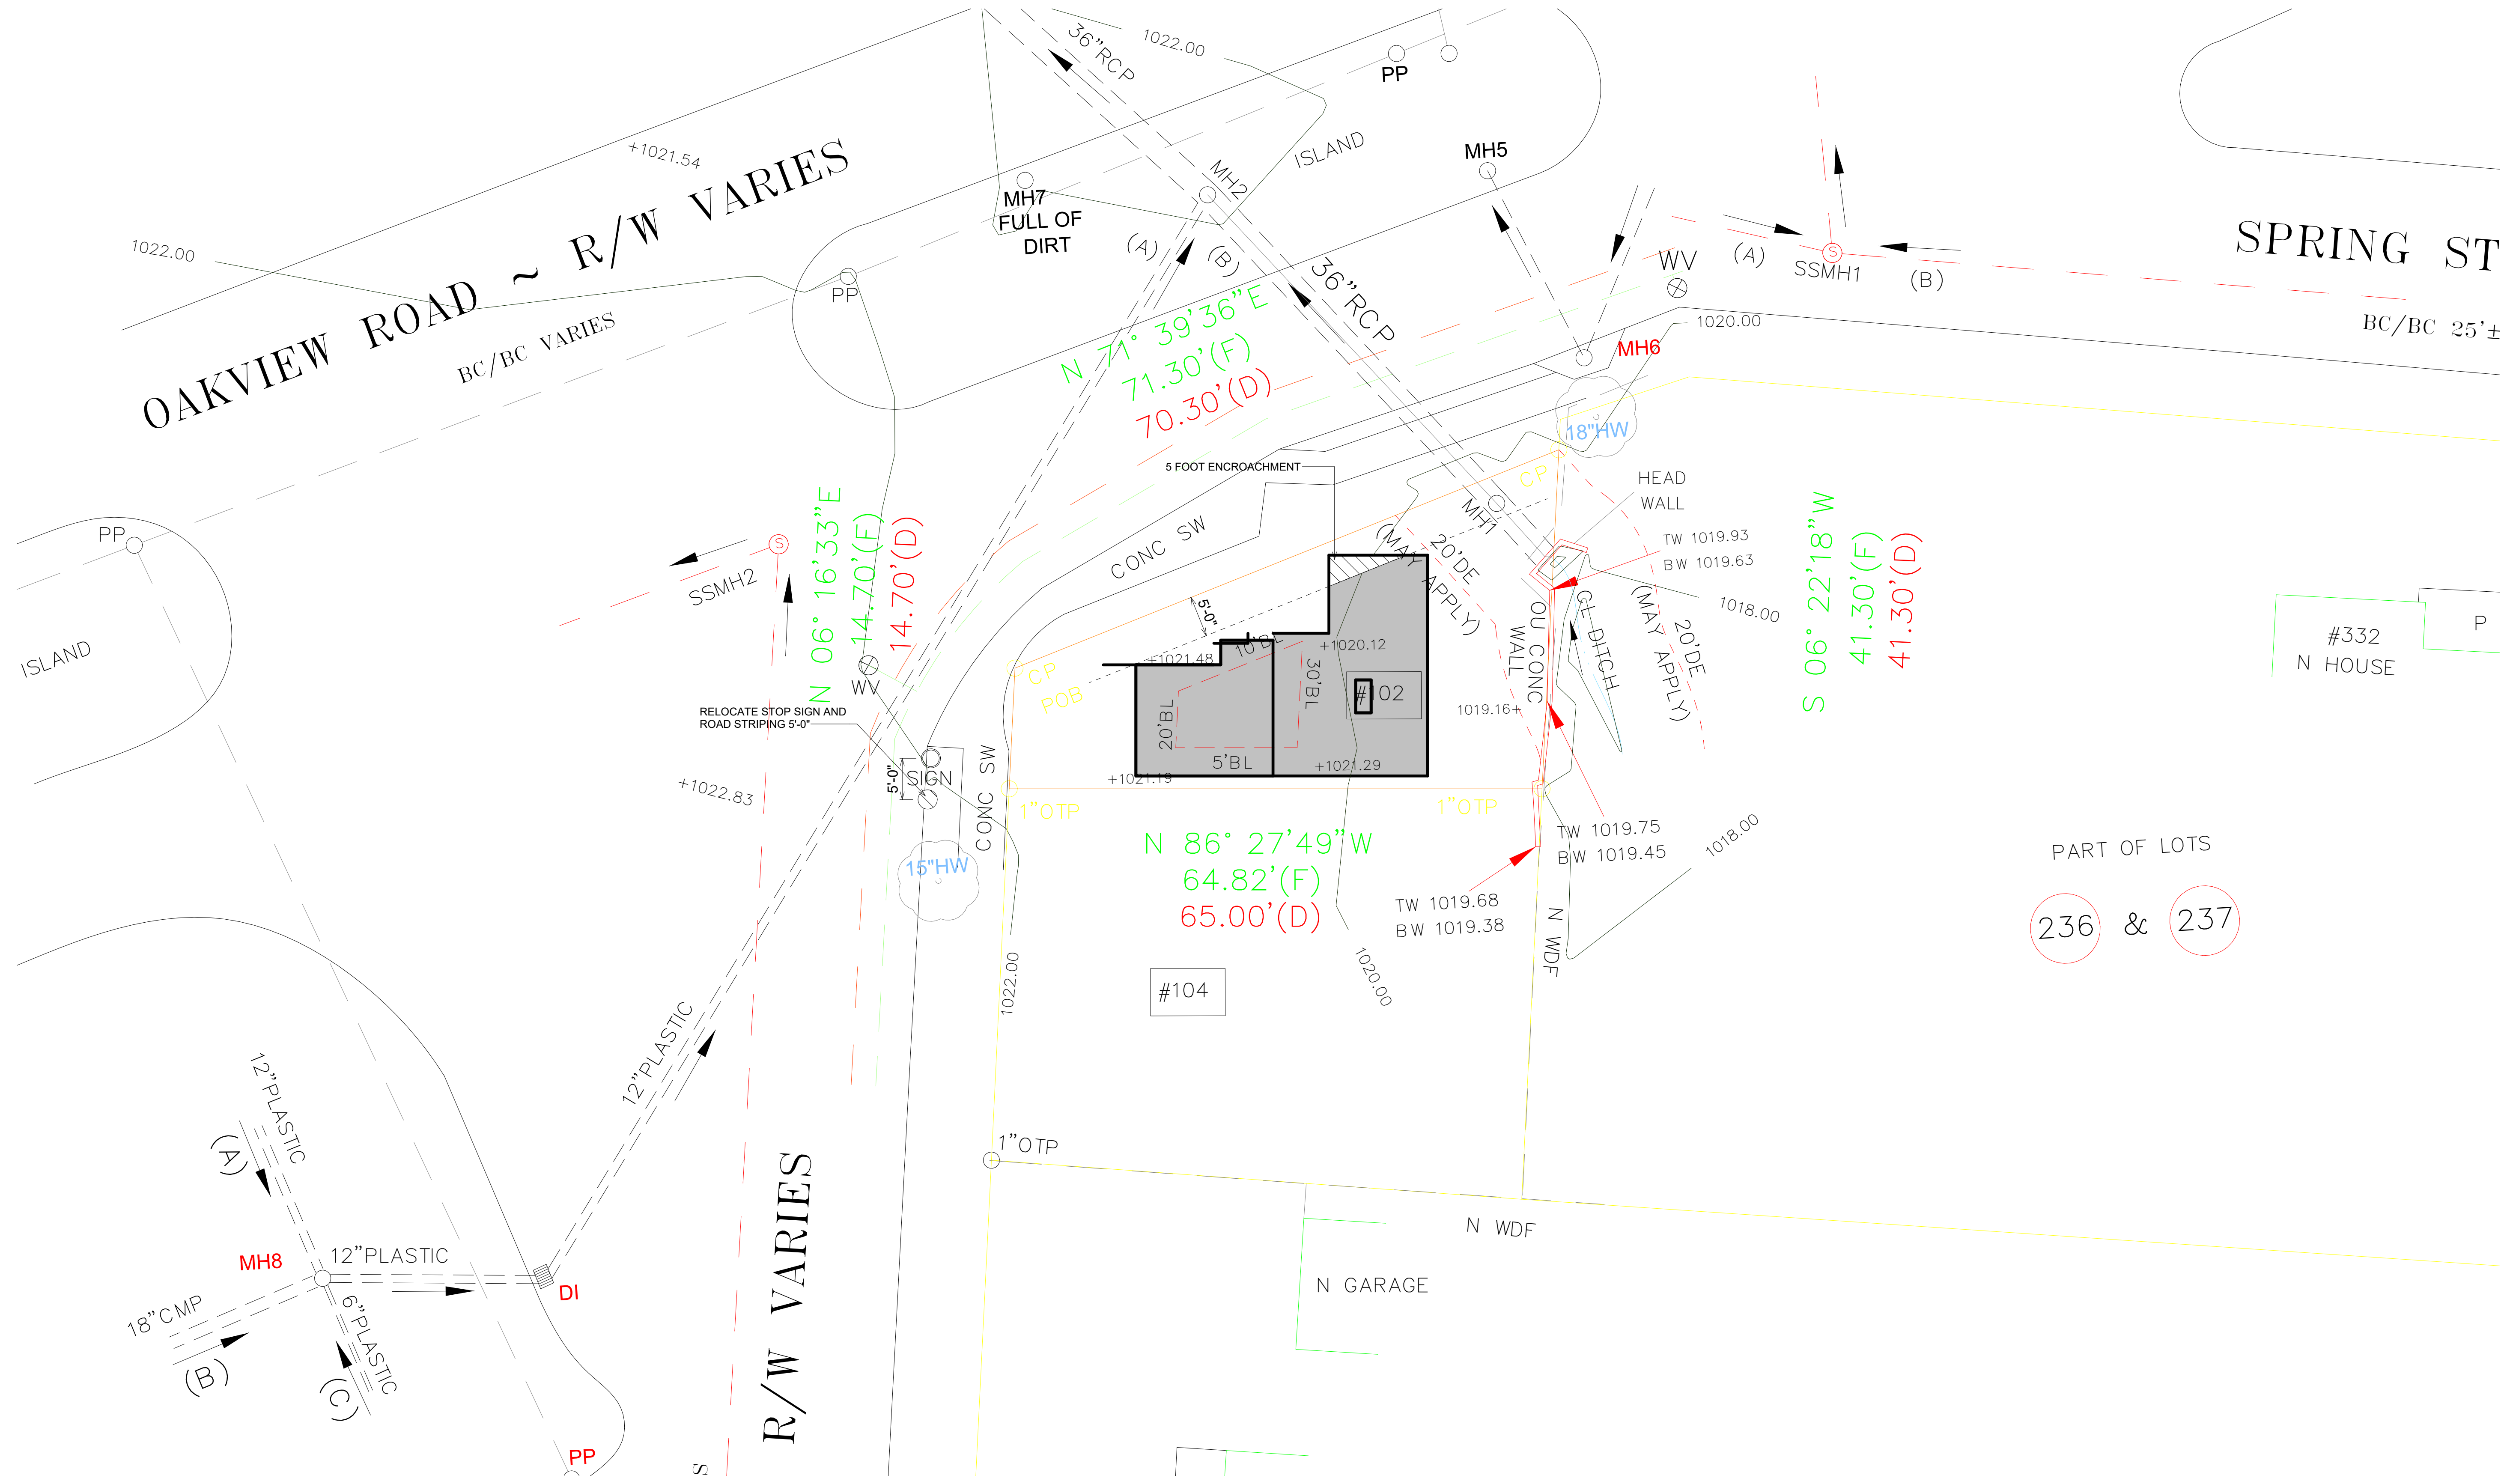 36"RCP
1022.00
PP
+1021.54
ISLAND
MH5
MH2
MH7
FULL OF
DIRT
OAKVIEW ROAD ~ R/W VARIES
BC/BC VARIES
1022.00
PP
(A)
(B)
36"RCP
WV
(A)
SSMH1
(B)
SPRING ST
BC/BC 25'±
1020.00
MH6
N 71° 39'36"E
71.30'(F)
70.30'(D)
18"HW
5 FOOT ENCROACHMENT
CP
HEAD
WALL
MH1
PP
SSMH2
N 06° 16'33"E
14.70'(F)
14.70'(D)
CONC SW
20'DE
(MAY APPLY)
TW 1019.93
BW 1019.63
S 06° 22'18"W
41.30'(F)
41.30'(D)
1018.00
20'DE
(MAY APPLY)
CL DITCH
OU CONC
WALL
5'-0"
ISLAND
10'BL
+1021.48
+1020.12
30'BL
CP
POB
WV
#102
20'BL
1019.16+
#332
N HOUSE
P
RELOCATE STOP SIGN AND
ROAD STRIPING 5'-0"
5'-0"
SIGN
CONC SW
5'BL
+1021.19
+1021.29
+1022.83
1"OTP
1"OTP
N 86° 27'49"W
64.82'(F)
65.00'(D)
TW 1019.75
BW 1019.45
1018.00
TW 1019.68
BW 1019.38
15"HW
N WDF
PART OF LOTS
236 & 237
1022.00
#104
1020.00
12"PLASTIC
12"PLASTIC
(A)
1"OTP
R/W VARIES
N WDF
MH8
12"PLASTIC
DI
N GARAGE
18"CMP
(B)
6"PLASTIC
(C)
PP
S